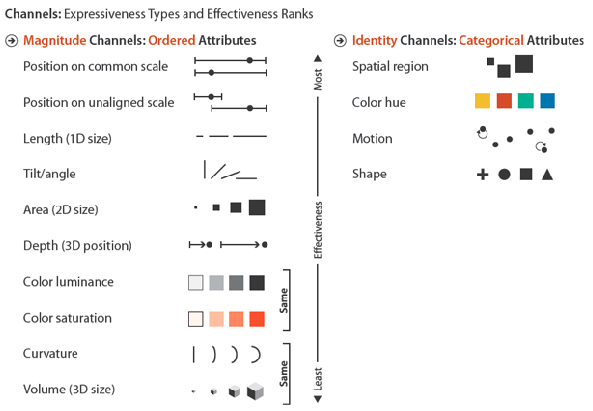 Channels: Expressiveness Types and Effectiveness Ranks
Magnitude Channels: Ordered Attributes
Position on common scale
Position on unaligned scale
Length (1D size)
Tilt/angle
Area (2D size)
Depth (3D position)
Color luminance
Color saturation
Curvature
Volume (3D size)
Same
Same
Most
Effectiveness
Least
Identity Channels: Categorical Attributes
Spatial region
Color hue
Motion
Shape